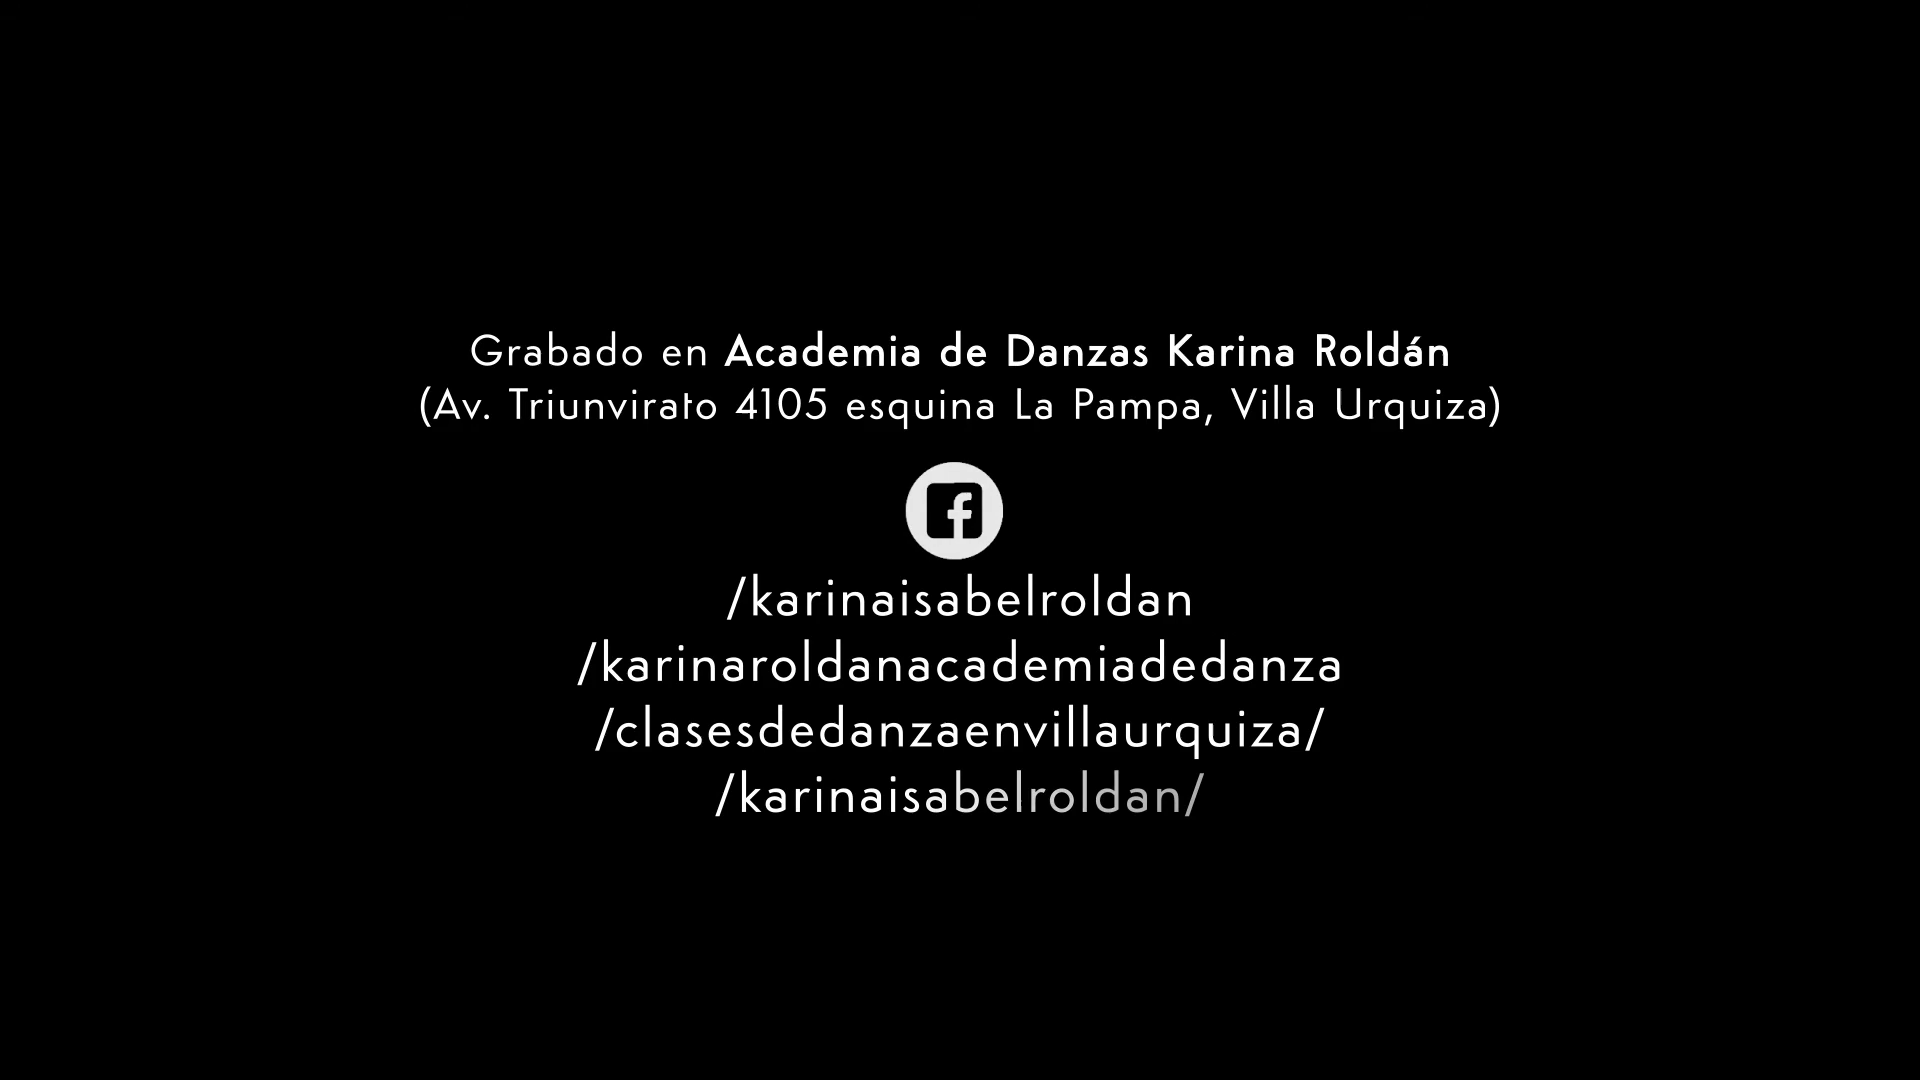 Grabado en Academia de Danzas Karina Roldán
(Av. Triunvirato 4105 esquina La Pampa, Villa Urquiza)
f
/karinaisabelroldan
/karinaroldanacademiadedanza
/clasesdedanzaenvillaurquiza/
/karinaisabelroldan/